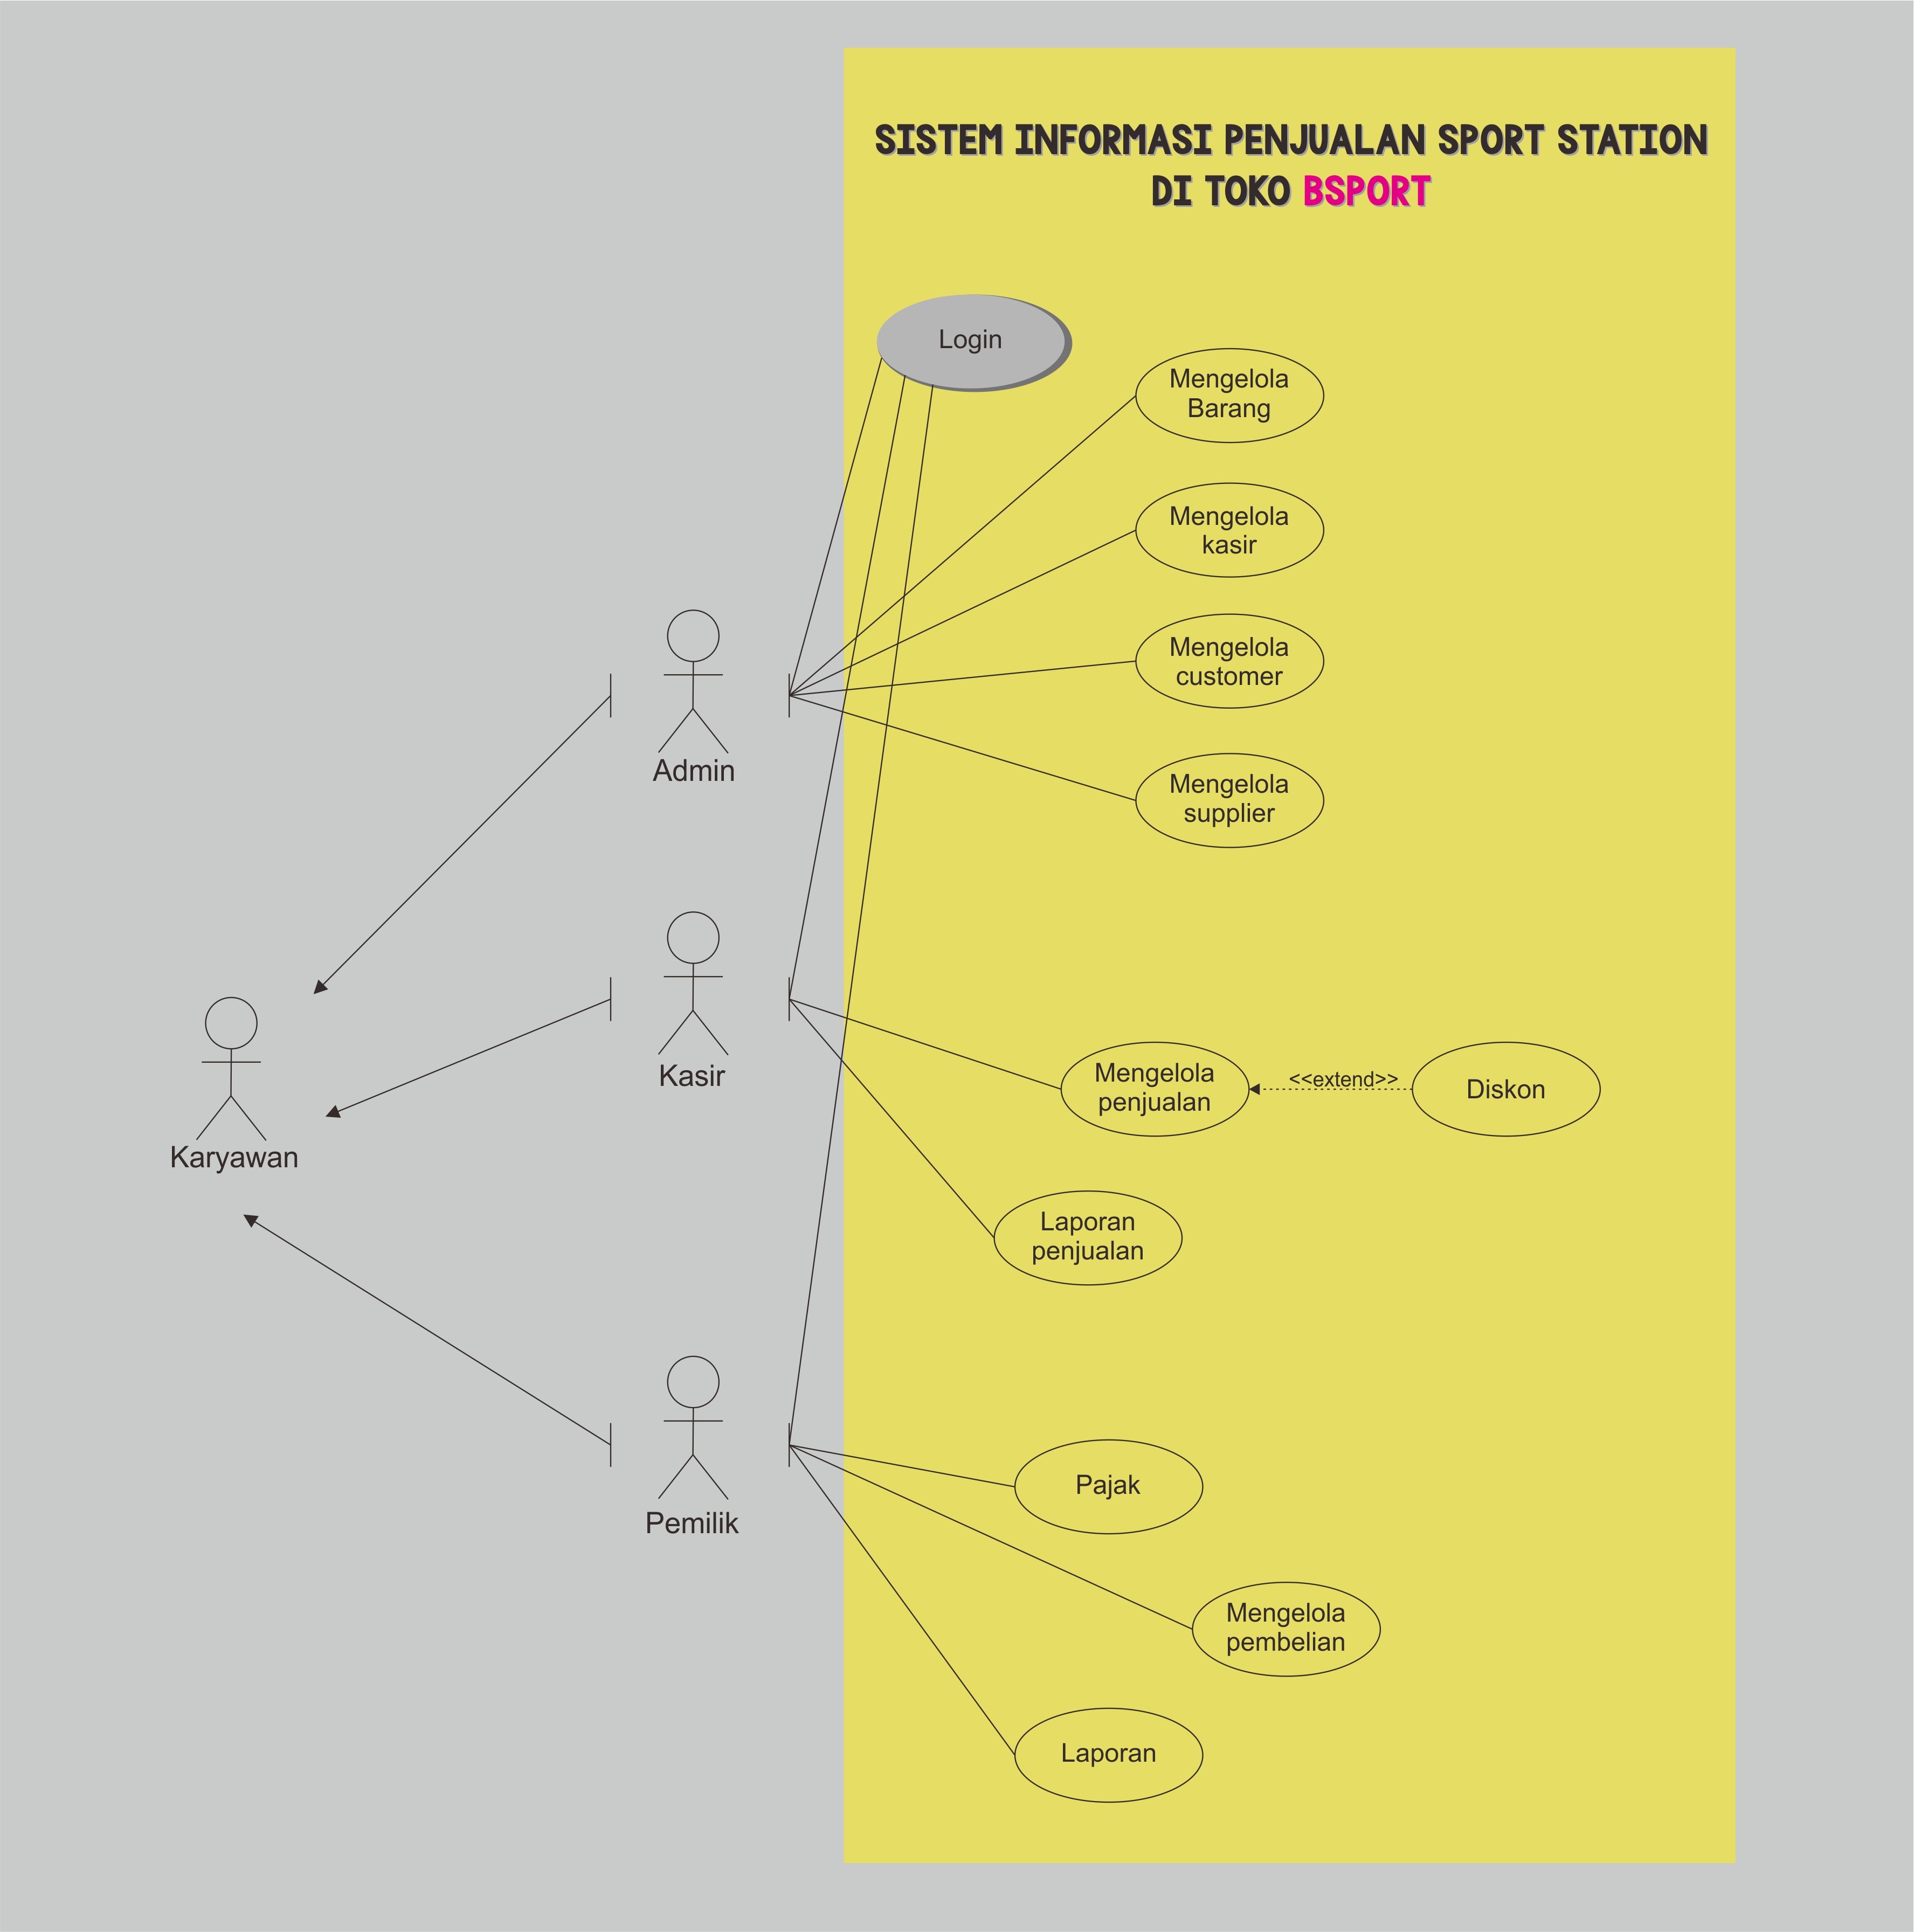 SISTEM INFORMASI PENJUALAN SPORT STATION
DI TOKO BSPORT
Login
Mengelola
Barang
Mengelola
kasir
Mengelola
customer
Mengelola
supplier
Admin
Kasir
Karyawan
Mengelola
penjualan
<<extend>>
Diskon
Laporan
penjualan
Pemilik
Pajak
Mengelola
pembelian
Laporan